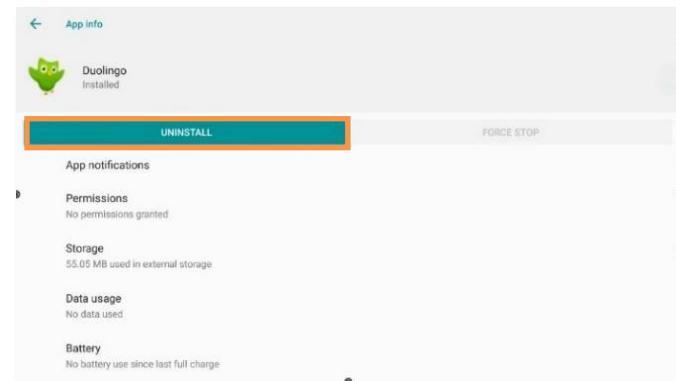 App info
Duolingo
Installed
UNINSTALL
FORCE STOP
App notifications
Permissions
No permissions granted
Storage
55.05 MB used in external storage
Data usage
No data used
Battery
No battery use since last full charge